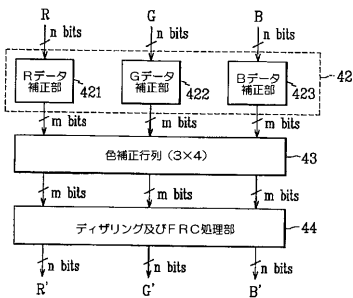 R G B
n bits n bits n bits
Rデータ 補正部 Gデータ 補正部 Bデータ 補正部 42
421 422 423
m bits m bits m bits
色補正行列(3×4) 43
m bits m bits m bits
ディザリング及びFRC処理部 44
n bits n bits n bits
R' G' B'